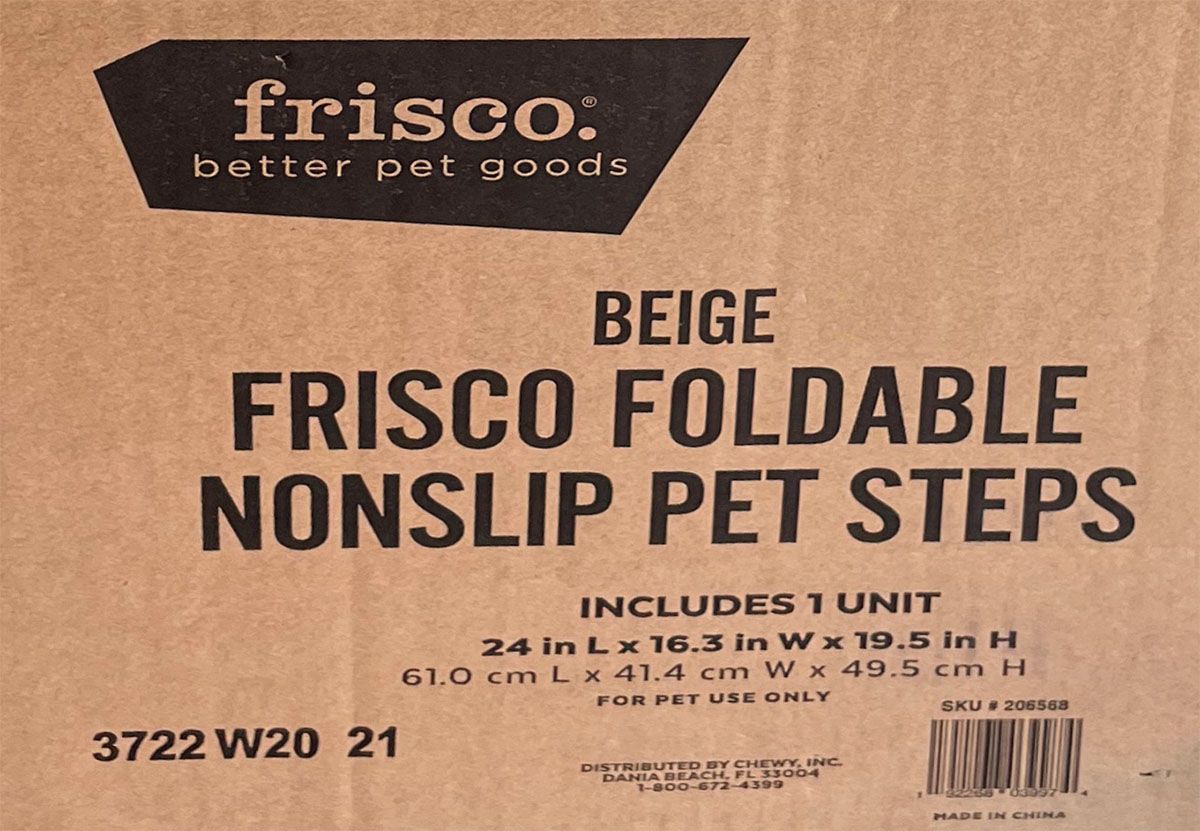 frisco.®
better pet goods
BEIGE
FRISCO FOLDABLE
NONSLIP PET STEPS
INCLUDES 1 UNIT
24 in L x 16.3 in W x 19.5 in H
61.0 cm L x 41.4 cm W x 49.5 cm H
FOR PET USE ONLY
SKU # 206568
3722 W20 21
DISTRIBUTED BY CHEWY, INC.
DANIA BEACH, FL 33004
1-800-672-4399
MADE IN CHINA